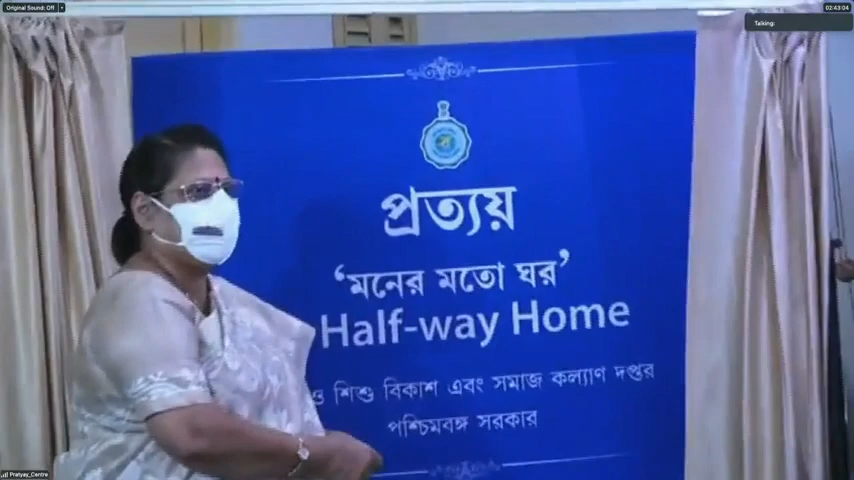 Original Sound: Off
02:43:04
Talking:
প্রত্যয়
‘মনের মতো ঘর’
Half-way Home
ও শিশু বিকাশ এবং সমাজ কল্যাণ দপ্তর
পশ্চিমবঙ্গ সরকার
Pratyay_Centre